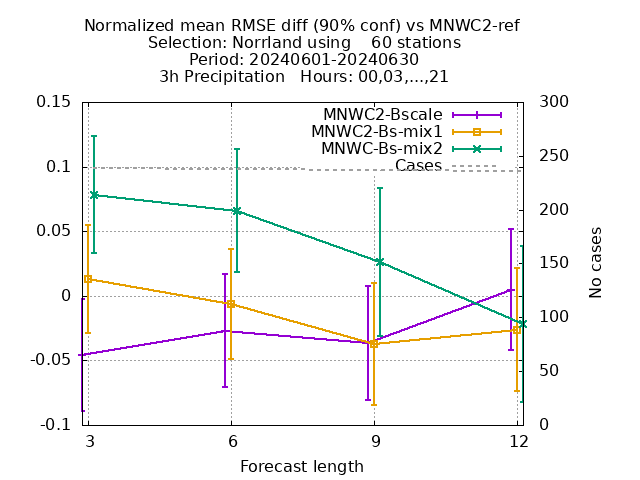 Normalized mean RMSE diff (90% conf) vs MNWC2-ref
Selection: Norrland using    60 stations
Period: 20240601-20240630
3h Precipitation   Hours: 00,03,...,21
MNWC2-Bscale
MNWC2-Bs-mix1
MNWC-Bs-mix2
Cases
0.15
0.1
0.05
0
-0.05
-0.1
300
250
200
150
100
50
0
No cases
3
6
9
12
Forecast length